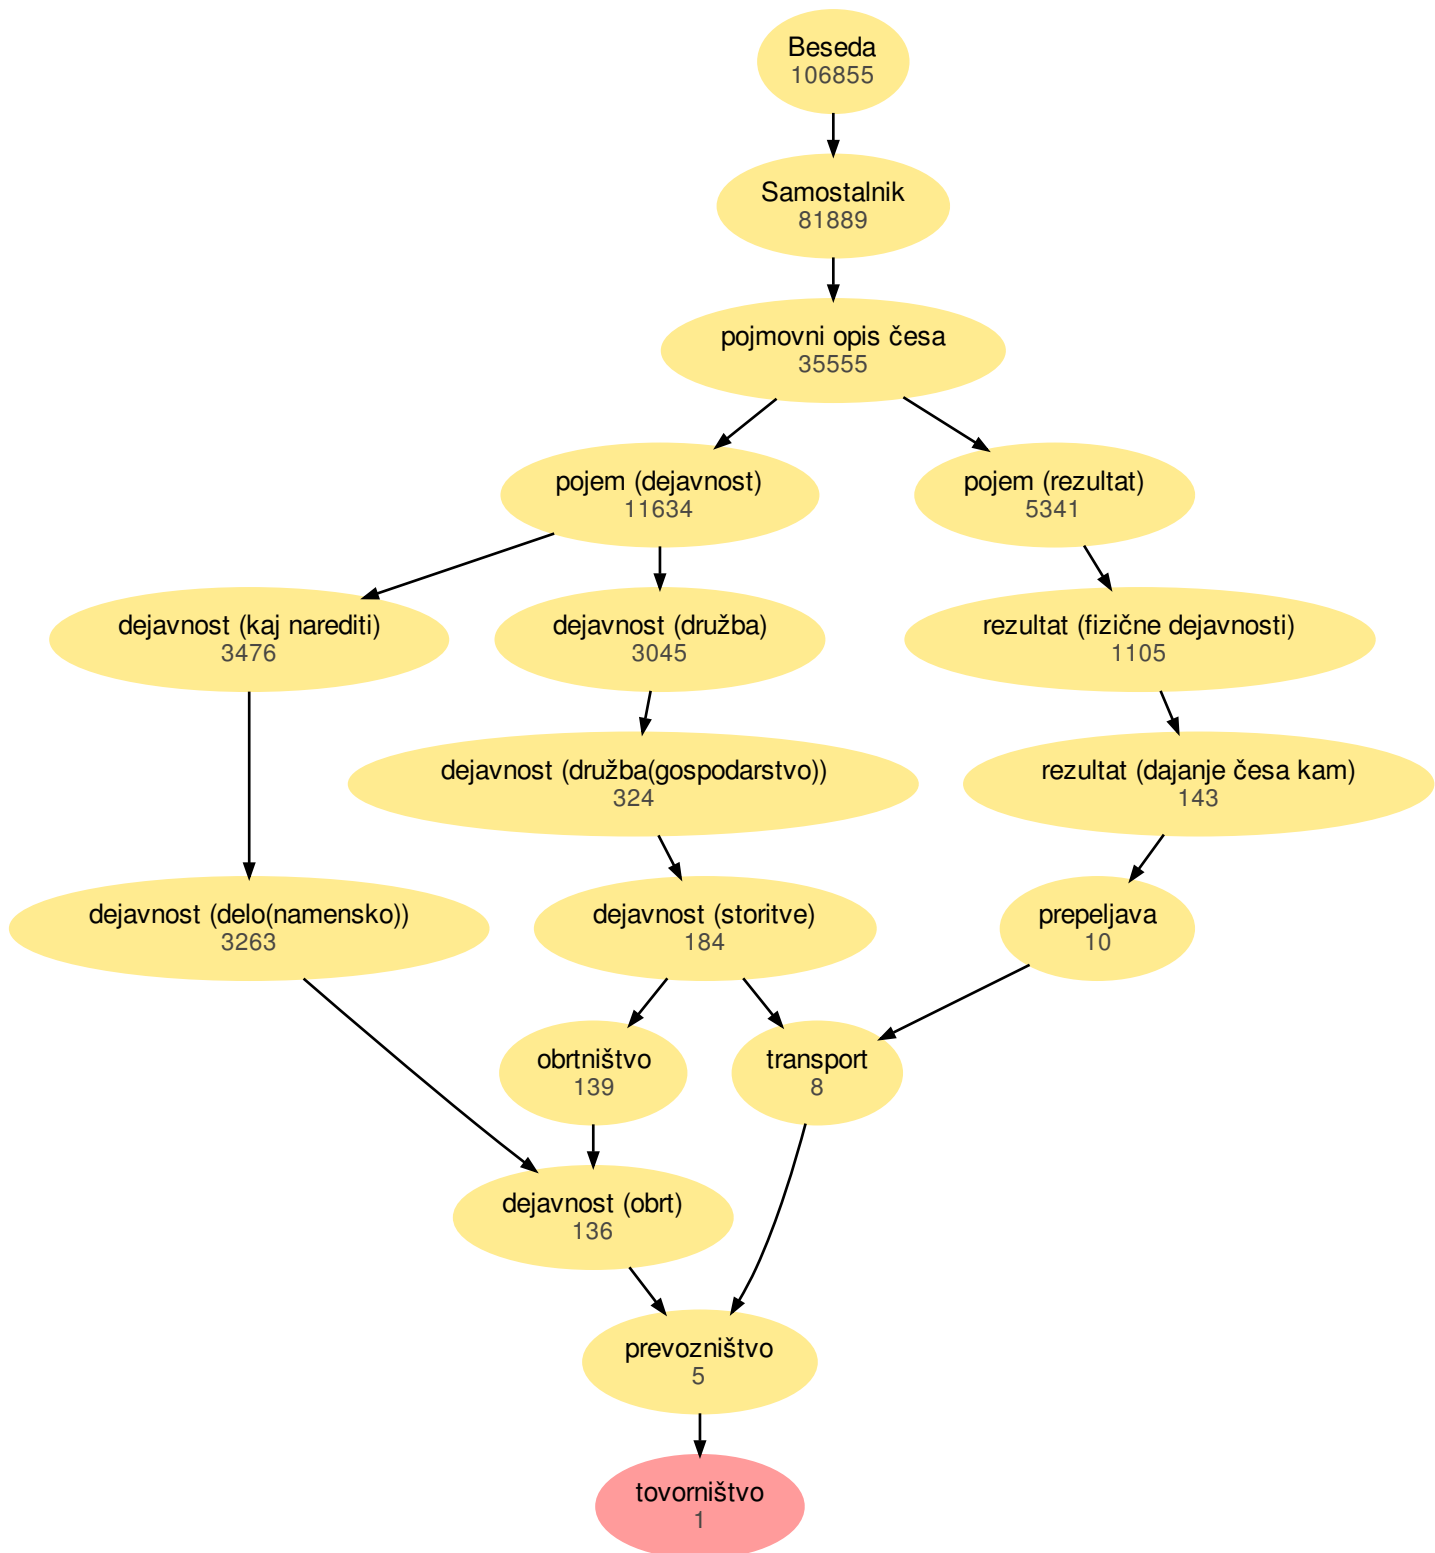 Beseda
106855
Samostalnik
81889
pojmovni opis česa
35555
pojem (dejavnost)
11634
pojem (rezultat)
5341
dejavnost (kaj narediti)
3476
dejavnost (družba)
3045
rezultat (fizične dejavnosti)
1105
dejavnost (družba(gospodarstvo))
324
rezultat (dajanje česa kam)
143
dejavnost (delo(namensko))
3263
dejavnost (storitve)
184
prepeljava
10
obrtništvo
139
transport
8
dejavnost (obrt)
136
prevozništvo
5
tovorništvo
1